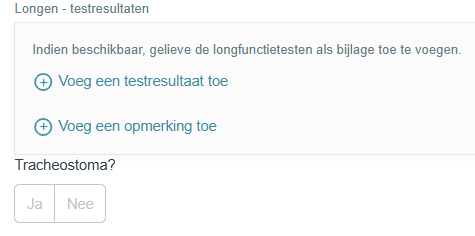 Longen - testresultaten
Indien beschikbaar, gelieve de longfunctietesten als bijlage toe te voegen.
Voeg een testresultaat toe
Voeg een opmerking toe
Tracheostoma?
Ja Nee